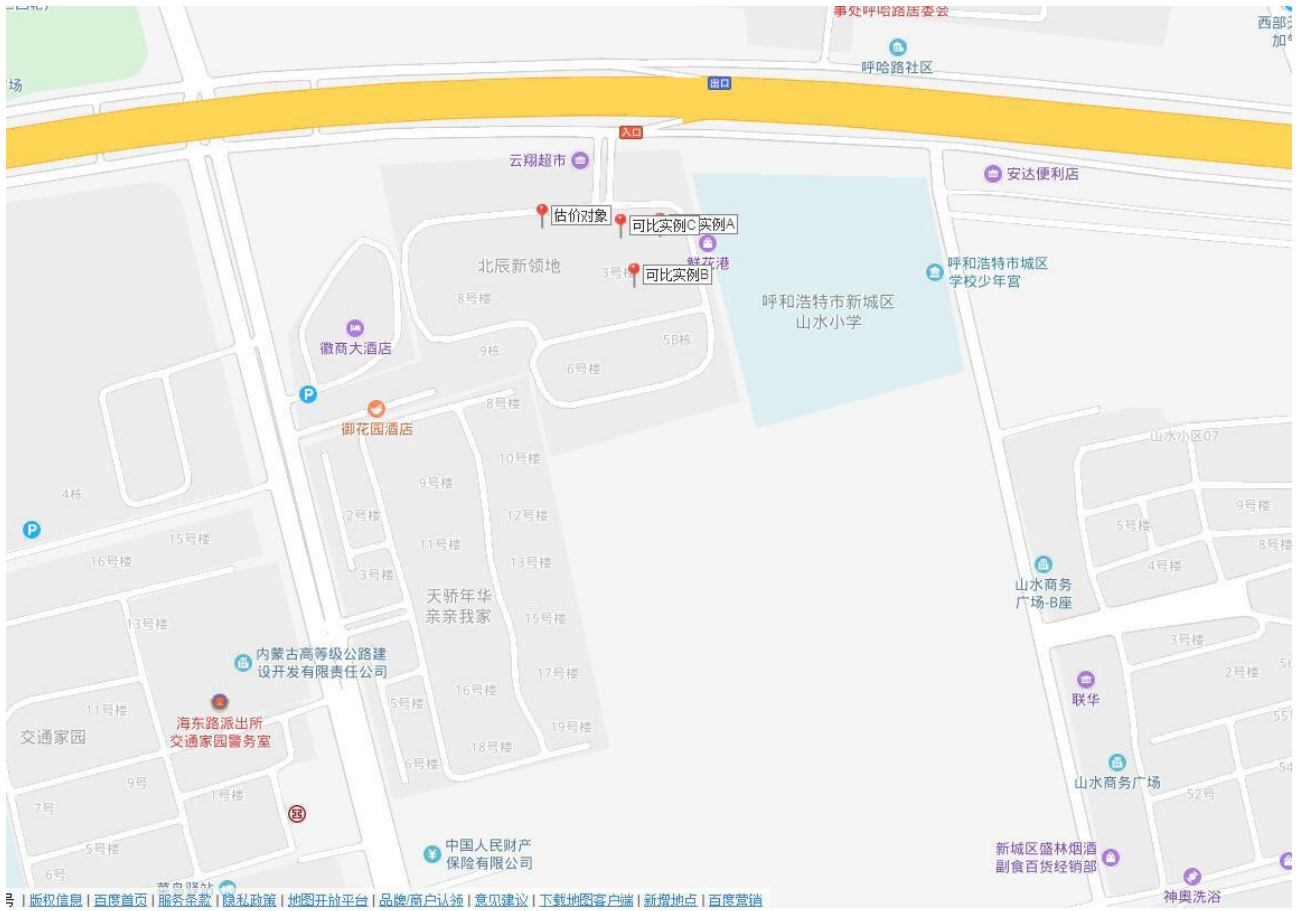 事处呼哈路居委会
西部
加
呼哈路社区
场
出口
入口
云翔超市
安达便利店
估价对象
可比实例C
实例A
鲜花港
北辰新领地
3号楼
可比实例B
呼和浩特市城区
学校少年宫
8号楼
呼和浩特市新城区
山水小学
徽商大酒店
9栋
5B栋
6号楼
P
御花园酒店
8号楼
山水小区07
10号楼
9号楼
4栋
2号楼
12号楼
9号楼
5号楼
P
15号楼
11号楼
8号楼
16号楼
13号楼
4号楼
3号楼
山水商务
广场-B座
天骄年华
亲亲我家
15号楼
13号楼
3号楼
内蒙古高等级公路建
设开发有限责任公司
17号楼
2号楼
联华
16号楼
5号楼
海东路派出所
交通家园警务室
11号楼
交通家园
19号楼
18号楼
55
6号楼
山水商务广场
54
9号
1号楼
52号
7号
5号楼
中国人民财产
保险有限公司
新城区盛林烟酒
副食百货经销部
6号
菜鸟驿站
神奥洗浴
号 | 版权信息 | 百度首页 | 服务条款 | 隐私政策 | 地图开放平台 | 品牌/商户认领 | 意见建议 | 下载地图客户端 | 新增地点 | 百度营销